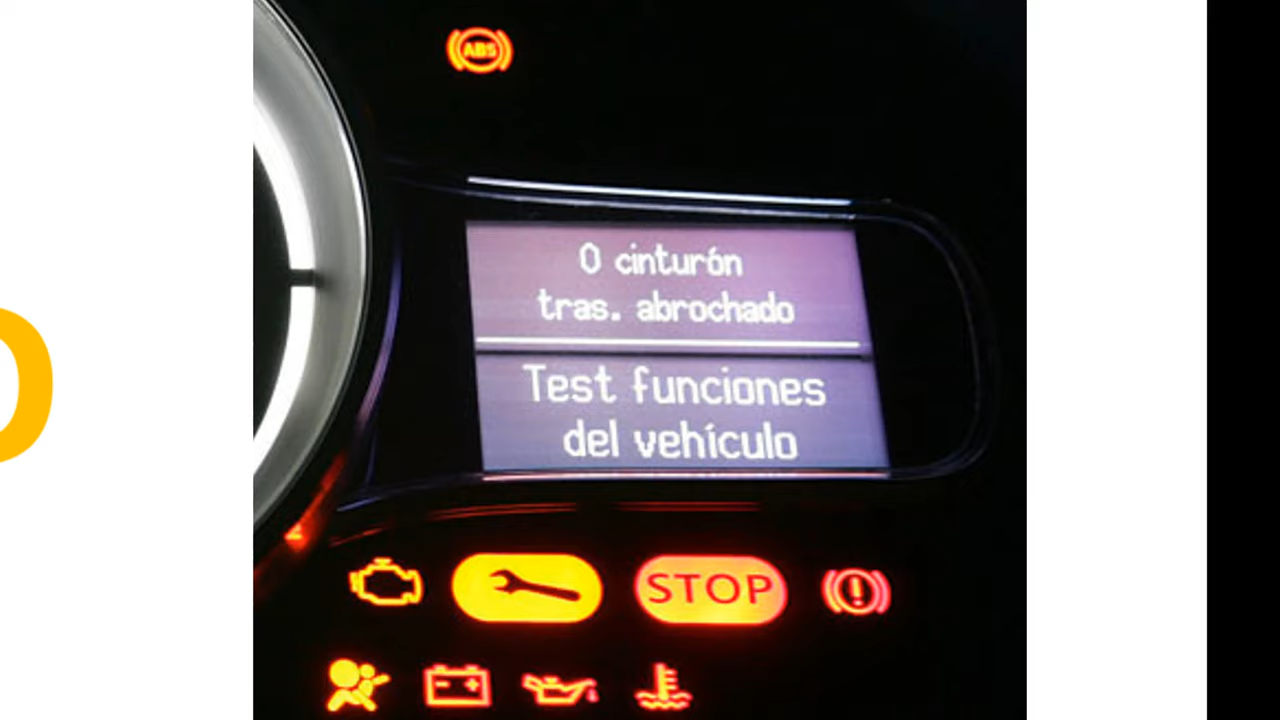 ABS
0 cinturón
tras. abrochado
Test funciones
del vehículo
STOP